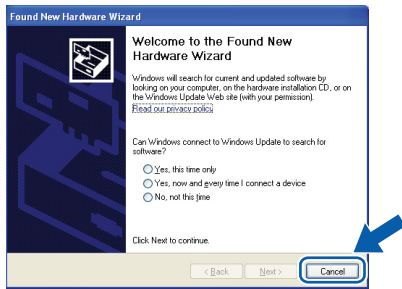 Found New Hardware Wizard
Welcome to the Found New
Hardware Wizard
Windows will search for current and updated software by
looking on your computer, on the hardware installation CD, or on
the Windows Update Web site (with your permission).
Read our privacy policy
Can Windows connect to Windows Update to search for
software?
Yes, this time only
Yes, now and every time I connect a device
No, not this time
Click Next to continue.
< Back Next > Cancel